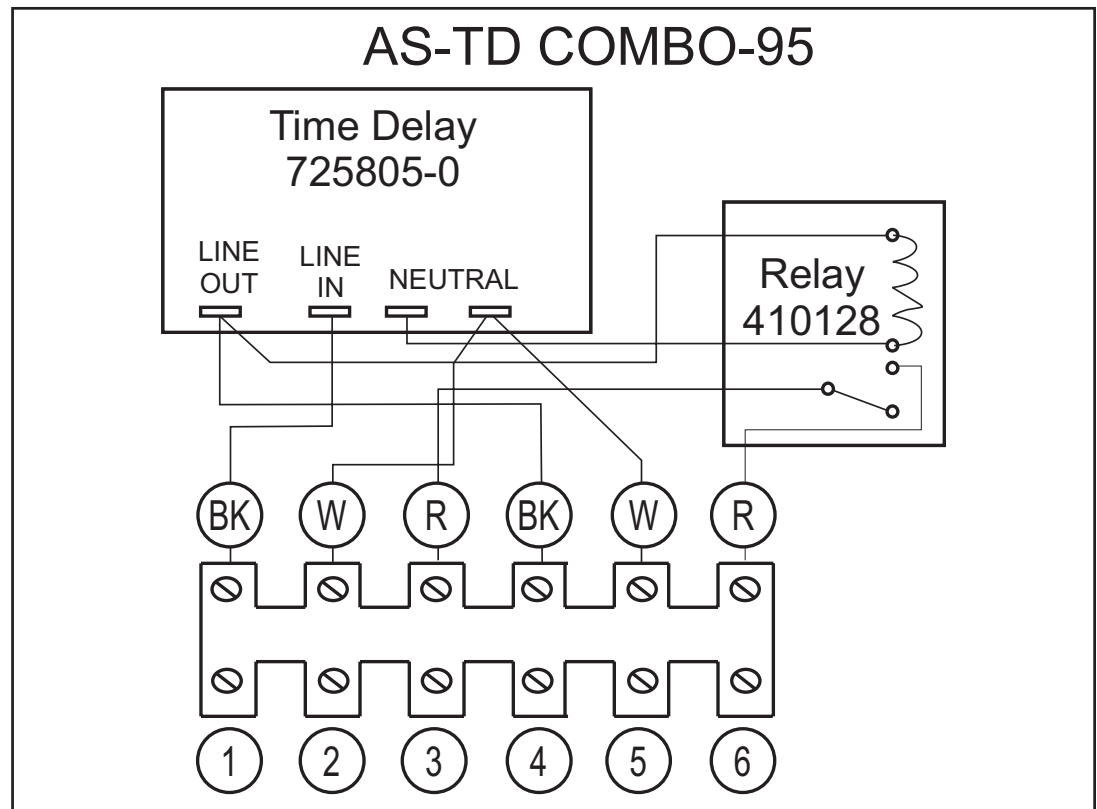 AS-TD COMBO-95
Time Delay
725805-0
LINE
OUT
LINE
IN
NEUTRAL
Relay
410128
BK W R BK W R
1 2 3 4 5 6